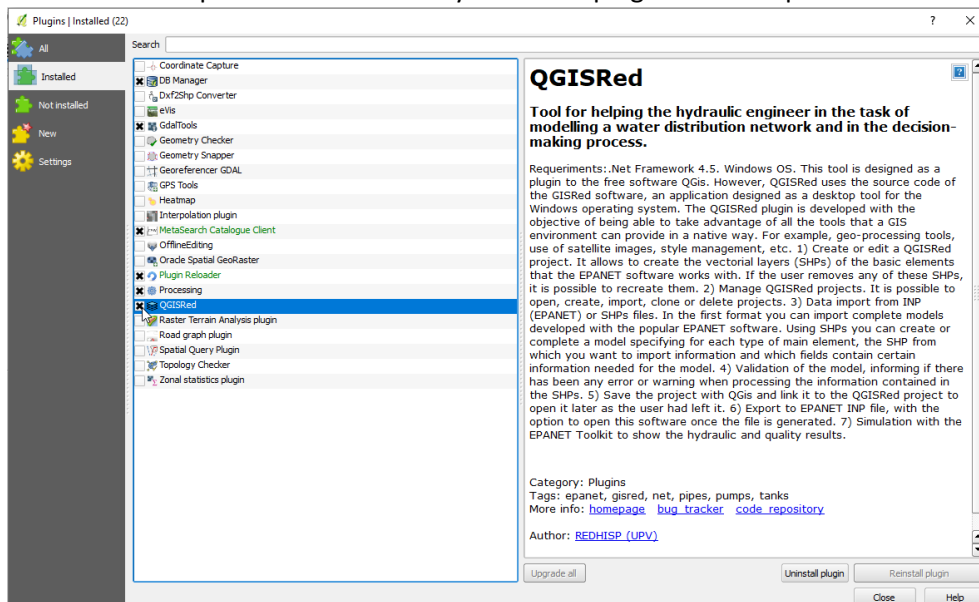 Plugins | Installed (22)
? X
All
Installed
Not installed
New
Settings
Search
Coordinate Capture
DB Manager
Dxf2Shp Converter
eVis
GdalTools
Geometry Checker
Geometry Snapper
Georeferencer GDAL
GPS Tools
Heatmap
Interpolation plugin
MetaSearch Catalogue Client
OfflineEditing
Oracle Spatial GeoRaster
Plugin Reloader
Processing
QGISRed
Raster Terrain Analysis plugin
Road graph plugin
Spatial Query Plugin
Topology Checker
Zonal statistics plugin
QGISRed
Tool for helping the hydraulic engineer in the task of
modelling a water distribution network and in the decision-
making process.
Requeriments:.Net Framework 4.5. Windows OS. This tool is designed as a
plugin to the free software QGis. However, QGISRed uses the source code of
the GISRed software, an application designed as a desktop tool for the
Windows operating system. The QGISRed plugin is developed with the
objective of being able to take advantage of all the tools that a GIS
environment can provide in a native way. For example, geo-processing tools,
use of satellite images, style management, etc. 1) Create or edit a QGISRed
project. It allows to create the vectorial layers (SHPs) of the basic elements
that the EPANET software works with. If the user removes any of these SHPs,
it is possible to recreate them. 2) Manage QGISRed projects. It is possible to
open, create, import, clone or delete projects. 3) Data import from INP
(EPANET) or SHPs files. In the first format you can import complete models
developed with the popular EPANET software. Using SHPs you can create or
complete a model specifying for each type of main element, the SHP from
which you want to import information and which fields contain certain
information needed for the model. 4) Validation of the model, informing if there
has been any error or warning when processing the information contained in
the SHPs. 5) Save the project with QGis and link it to the QGISRed project to
open it later as the user had left it. 6) Export to EPANET INP file, with the
option to open this software once the file is generated. 7) Simulation with the
EPANET Toolkit to show the hydraulic and quality results.
Category: Plugins
Tags: epanet, gisred, net, pipes, pumps, tanks
More info: homepage bug tracker code repository
Author: REDHISP (UPV)
Upgrade all
Uninstall plugin
Reinstall plugin
Close
Help